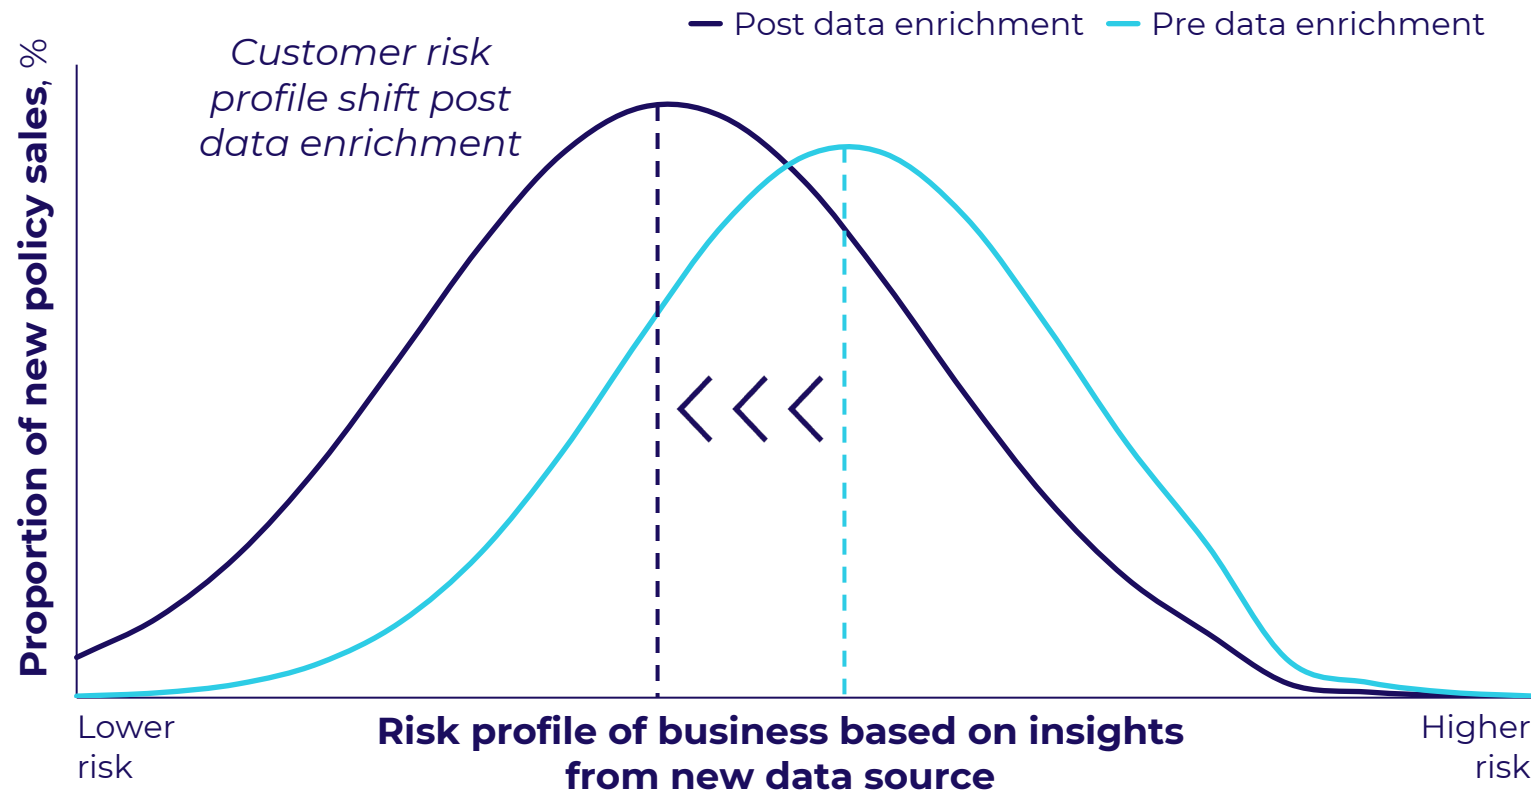 Post data enrichment
Pre data enrichment
Customer risk
profile shift post
data enrichment
Proportion of new policy sales, %
Lower
risk
Risk profile of business based on insights
from new data source
Higher
risk